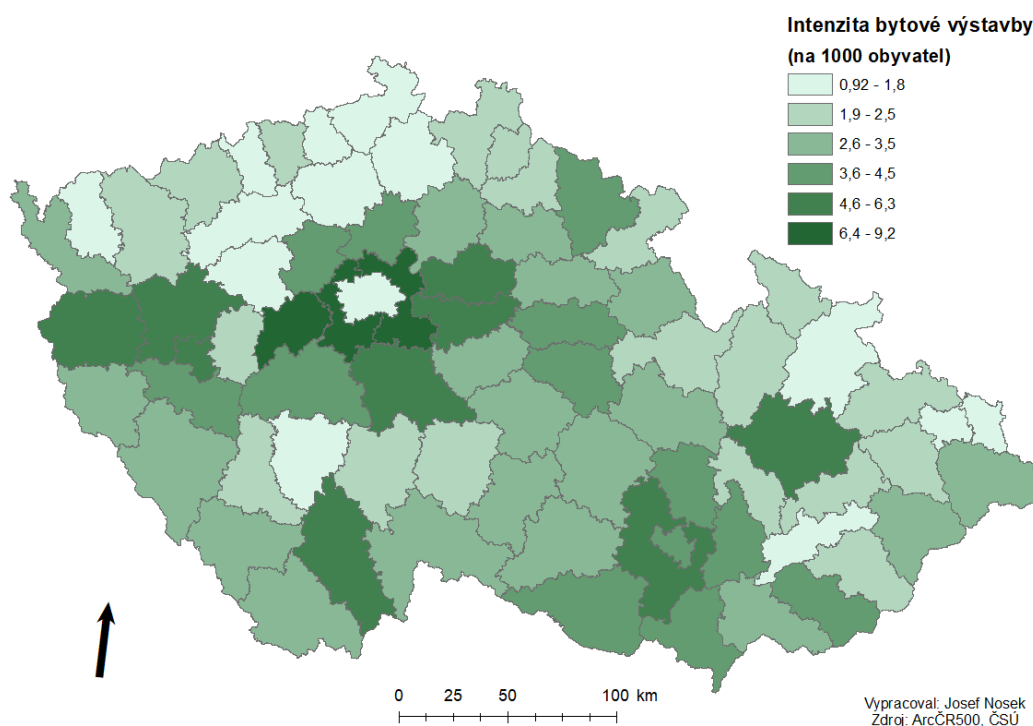 Intenzita bytové výstavby
(na 1000 obyvatel)
0,92 - 1,8
1,9 - 2,5
2,6 - 3,5
3,6 - 4,5
4,6 - 6,3
6,4 - 9,2
0 25 50 100 km
Vypracoval: Josef Nosek
Zdroj: ArcČR500, ČSÚ